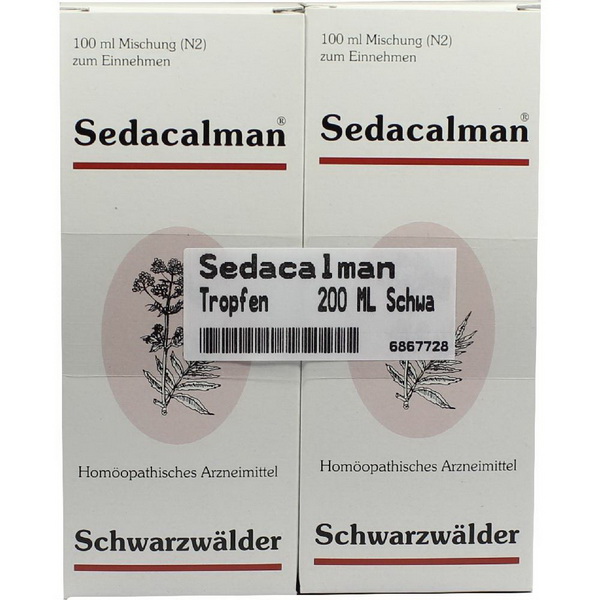 100 ml Mischung (N2)
zum Einnehmen
Sedacalman®
Homöopathisches Arzneimittel
Schwarzwälder
100 ml Mischung (N2)
zum Einnehmen
Sedacalman®
Homöopathisches Arzneimittel
Schwarzwälder
Sedacalman
Tropfen 200 ML Schwa
6867728